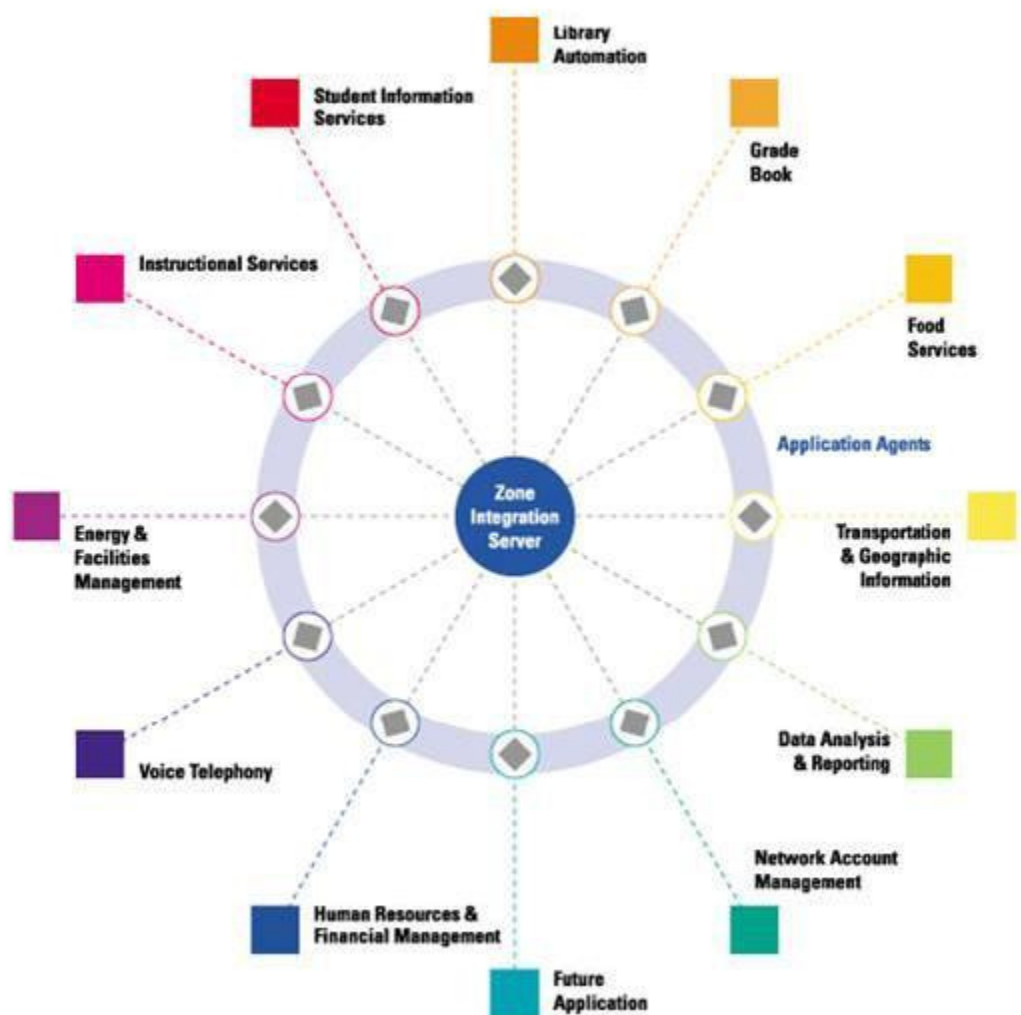 Library
Automation
Student Information
Services
Grade
Book
Instructional Services
Food
Services
Application Agents
Zone
Integration
Server
Energy &
Facilities
Management
Transportation
& Geographic
Information
Voice Telephony
Data Analysis
& Reporting
Network Account
Management
Human Resources &
Financial Management
Future
Application